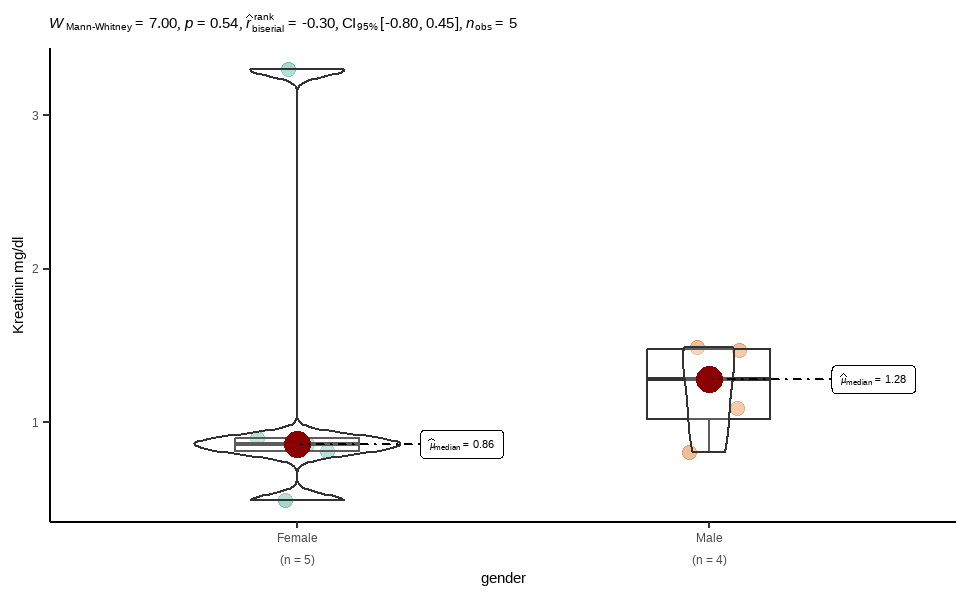 W Mann-Whitney = 7.00, p = 0.54, r̂ rank biserial = -0.30, CI95% [-0.80, 0.45], nobs = 5
3
2
1
Kreatinin mg/dl
μ̂median = 0.86
μ̂median = 1.28
Female
(n = 5)
Male
(n = 4)
gender